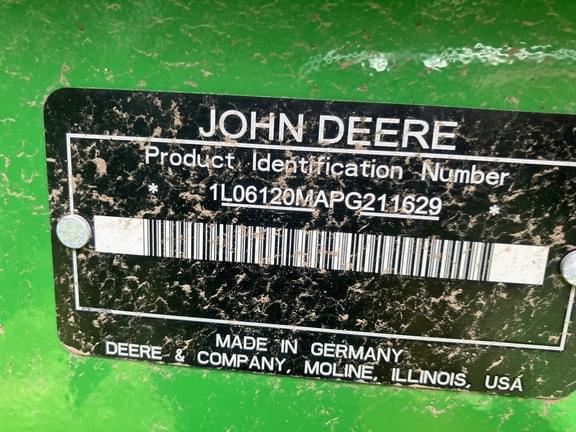 JOHN DEERE
Product Identification Number
* 1L06120MAPG211629 *
MADE IN GERMANY
DEERE & COMPANY, MOLINE, ILLINOIS, USA